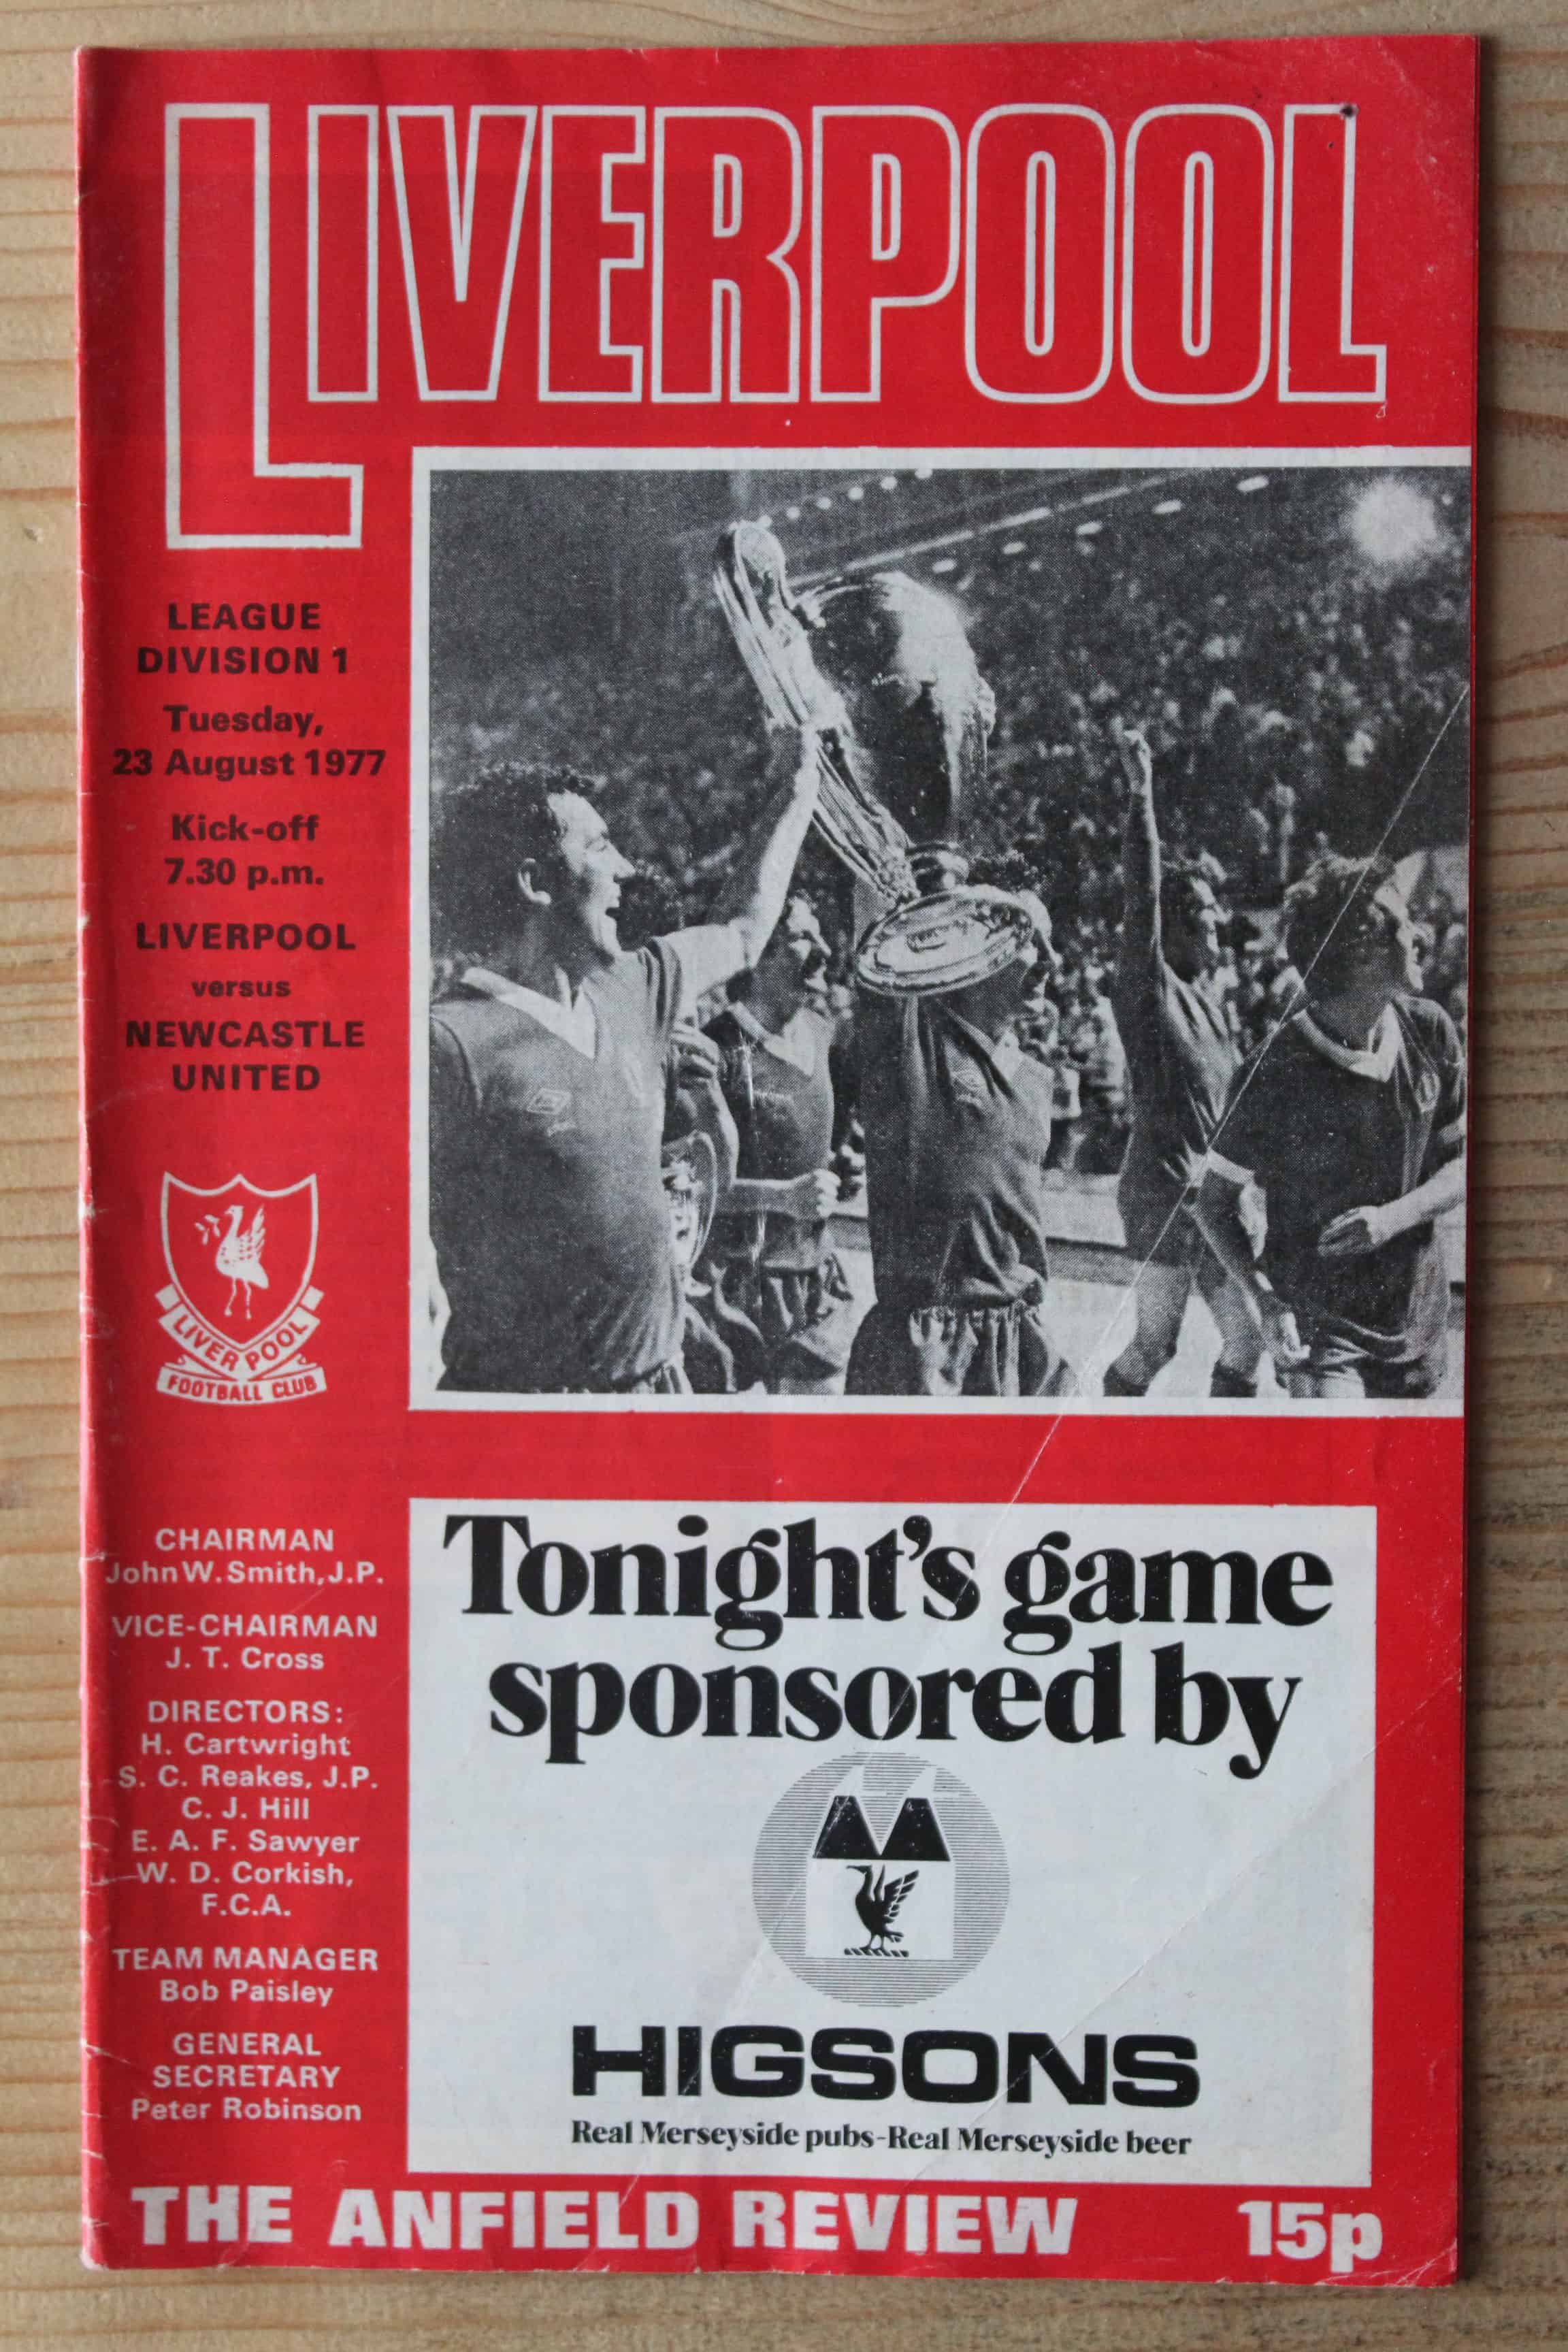 LIVERPOOL
LEAGUE
DIVISION 1
Tuesday,
23 August 1977
Kick-off
7.30 p.m.
LIVERPOOL
versus
NEWCASTLE
UNITED
LIVERPOOL
FOOTBALL CLUB
CHAIRMAN
John W. Smith, J.P.
VICE-CHAIRMAN
J. T. Cross
DIRECTORS:
H. Cartwright
S. C. Reakes, J.P.
C. J. Hill
E. A. F. Sawyer
W. D. Corkish,
F.C.A.
TEAM MANAGER
Bob Paisley
GENERAL
SECRETARY
Peter Robinson
Tonight's game
sponsored by
HIGSONS
Real Merseyside pubs-Real Merseyside beer
THE ANFIELD REVIEW
15p